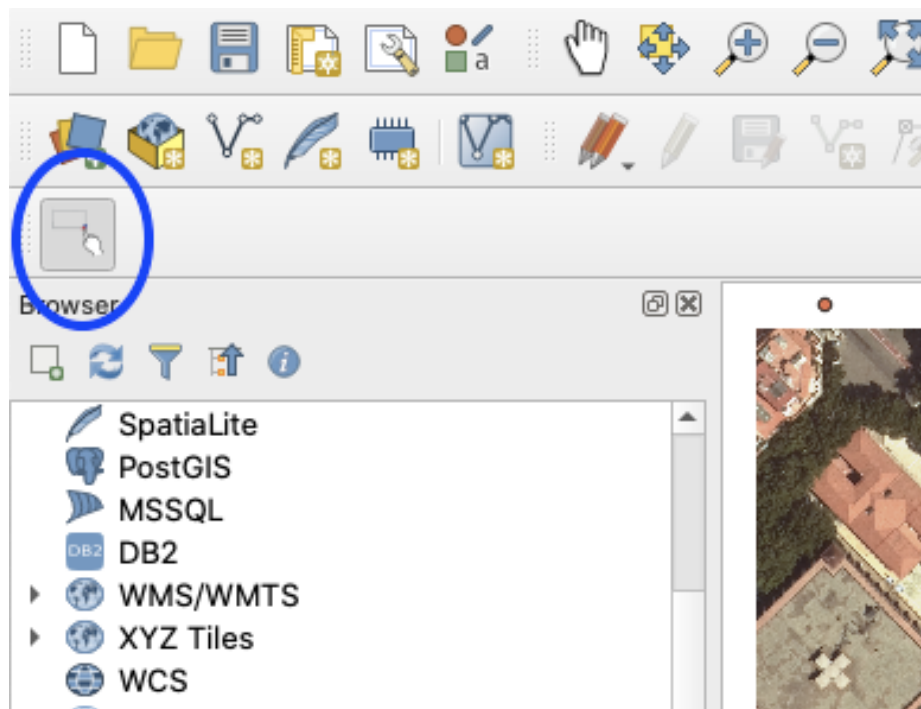 a
Browser
SpatiaLite
PostGIS
MSSQL
DB2 DB2
WMS/WMTS
XYZ Tiles
WCS